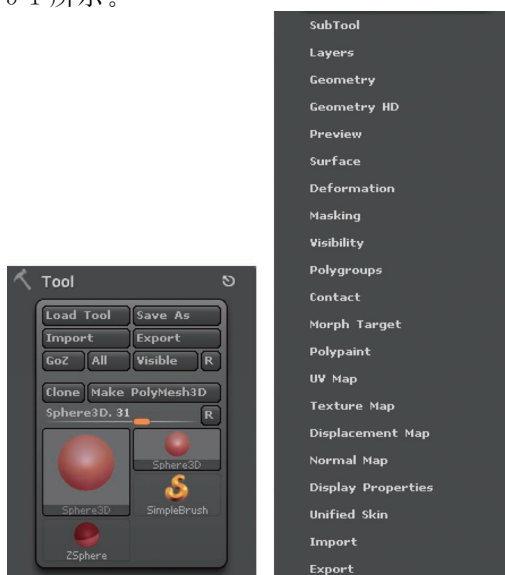 所示。
Tool
Load Tool Save As
Import Export
GoZ All Visible R
Clone Make PolyMesh3D
Sphere3D. 31 R
Sphere3D
Sphere3D
SimpleBrush
ZSphere
SubTool
Layers
Geometry
Geometry HD
Preview
Surface
Deformation
Masking
Visibility
Polygroups
Contact
Morph Target
Polypaint
UV Map
Texture Map
Displacement Map
Normal Map
Display Properties
Unified Skin
Import
Export